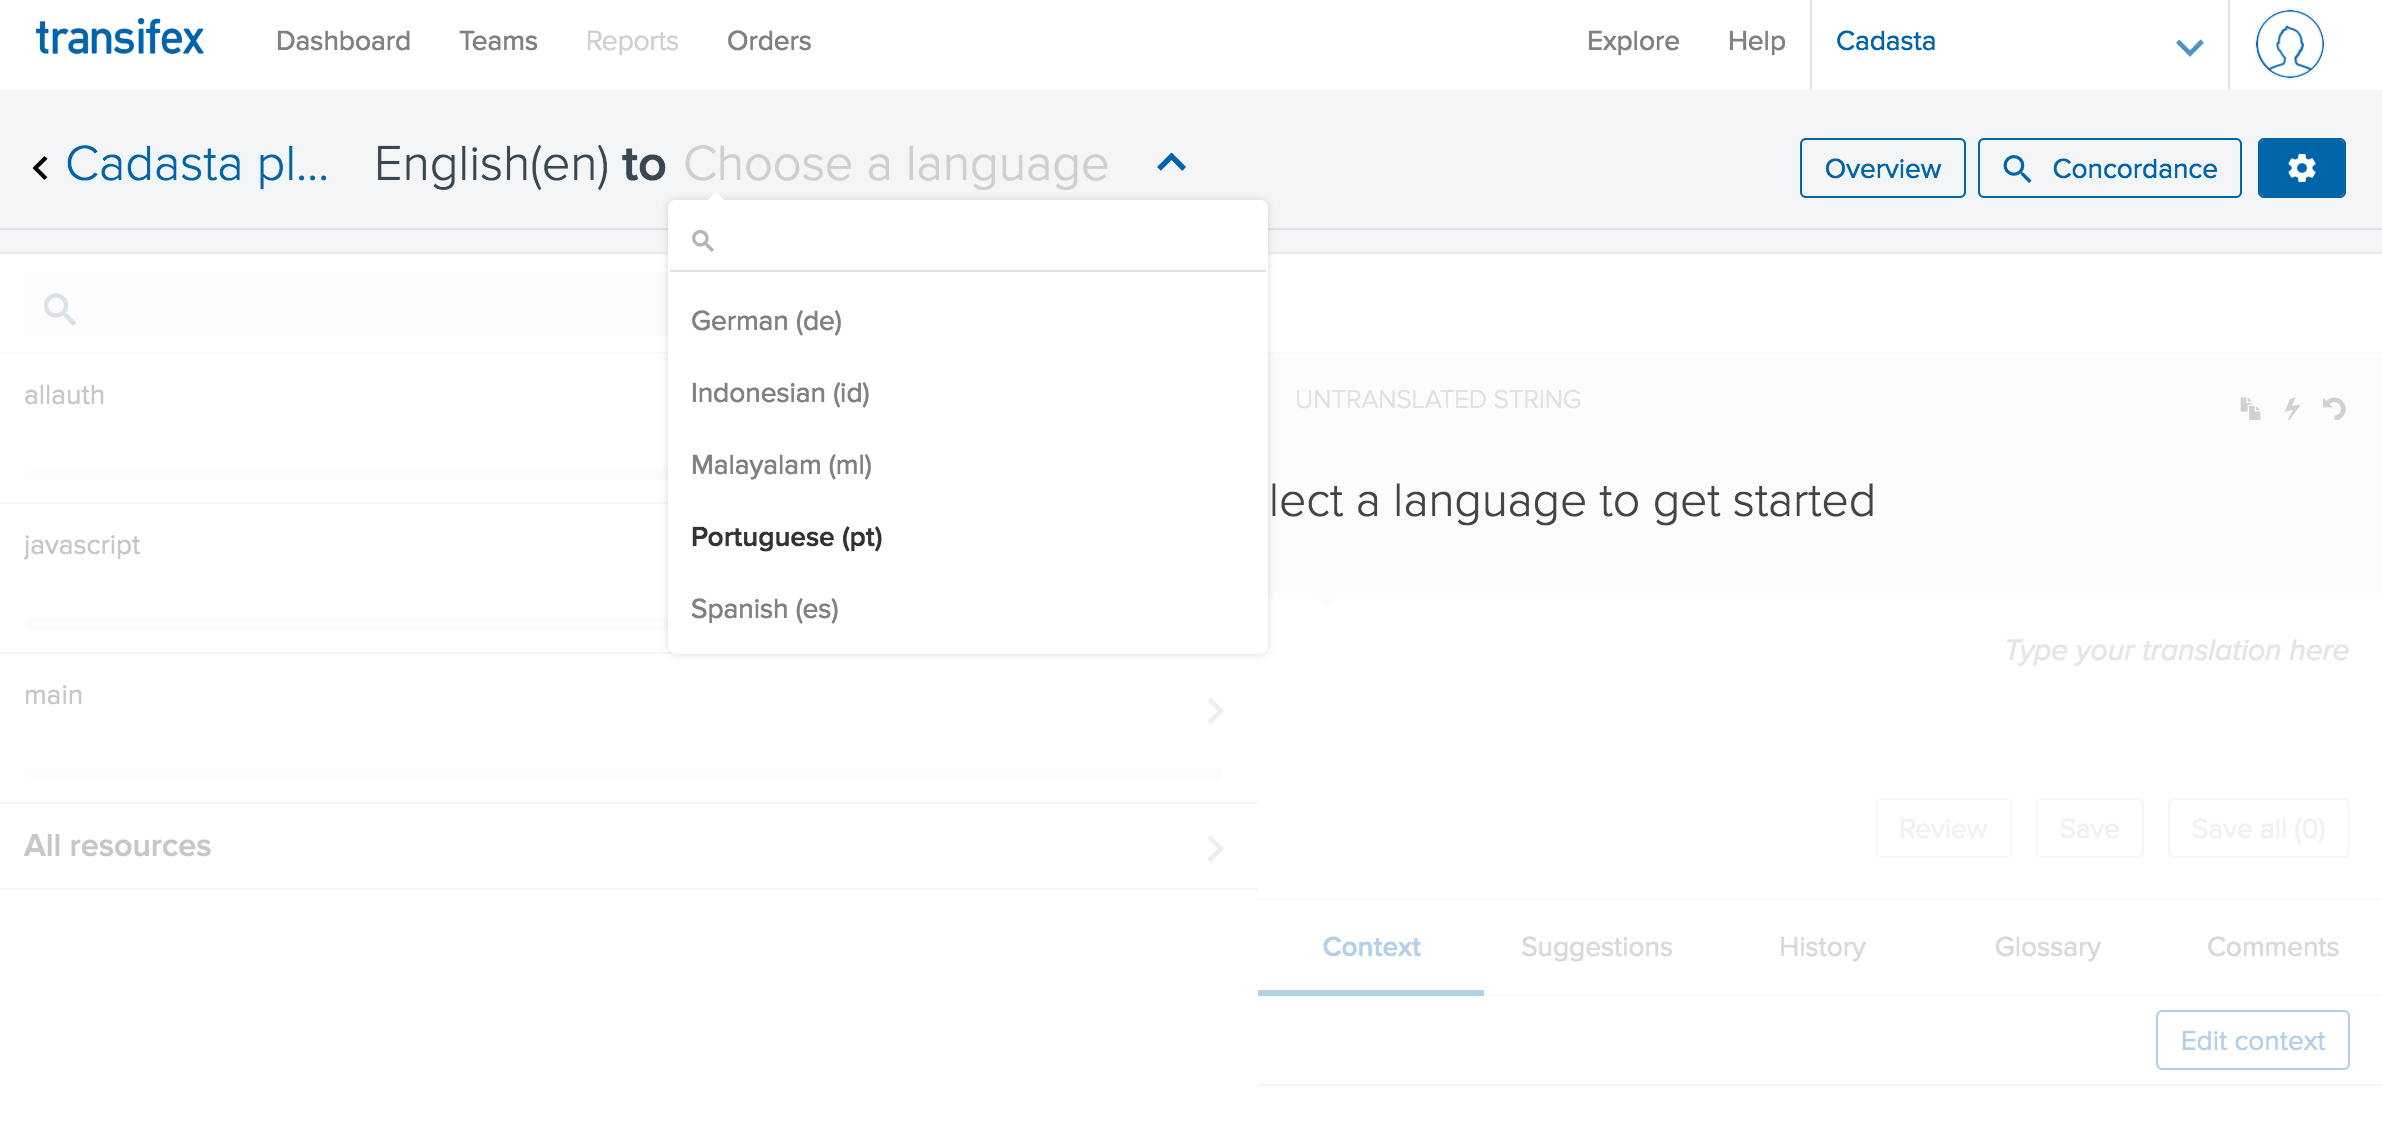 transifex Dashboard Teams Reports Orders Explore Help Cadasta
Cadasta pl... English(en) to Choose a language Overview Concordance
German (de)
Indonesian (id)
Malayalam (ml)
Portuguese (pt)
Spanish (es)
allauth
javascript
main
All resources
UNTRANSLATED STRING
lect a language to get started
Type your translation here
Review Save Save all (0)
Context Suggestions History Glossary Comments
Edit context